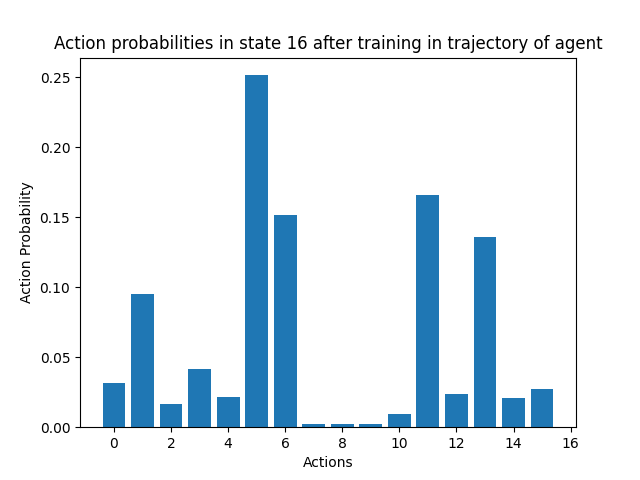 Action probabilities in state 16 after training in trajectory of agent
0.25
0.20
0.15
0.10
0.05
0.00
Action Probability
0 2 4 6 8 10 12 14 16
Actions